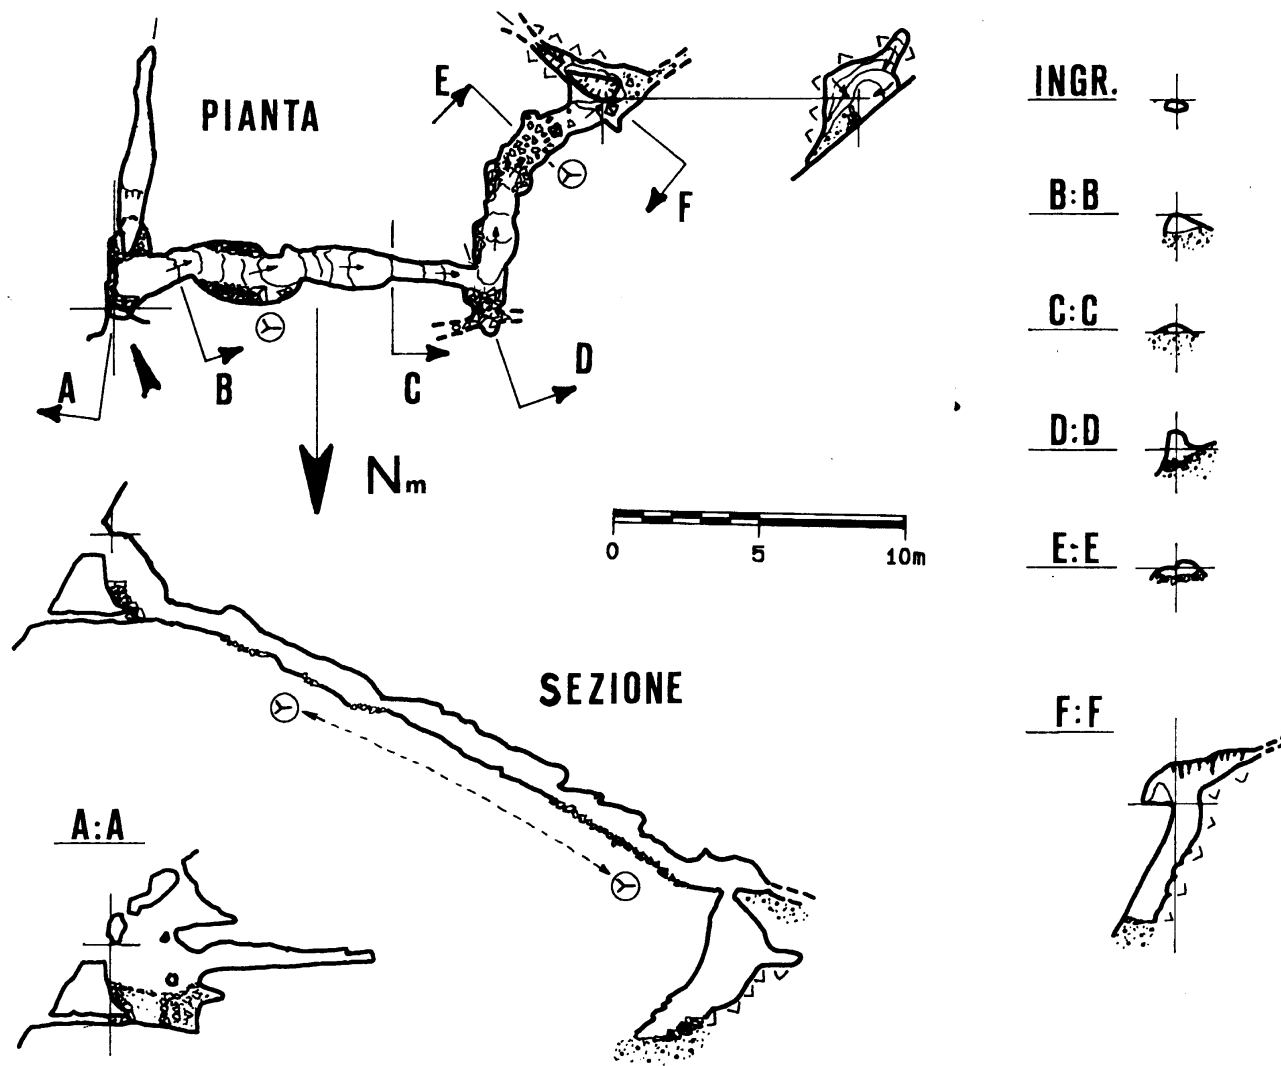 PIANTA
E
F
A
B
C
D
Nm
0 5 10m
SEZIONE
A:A
INGR.
B:B
C:C
D:D
E:E
F:F